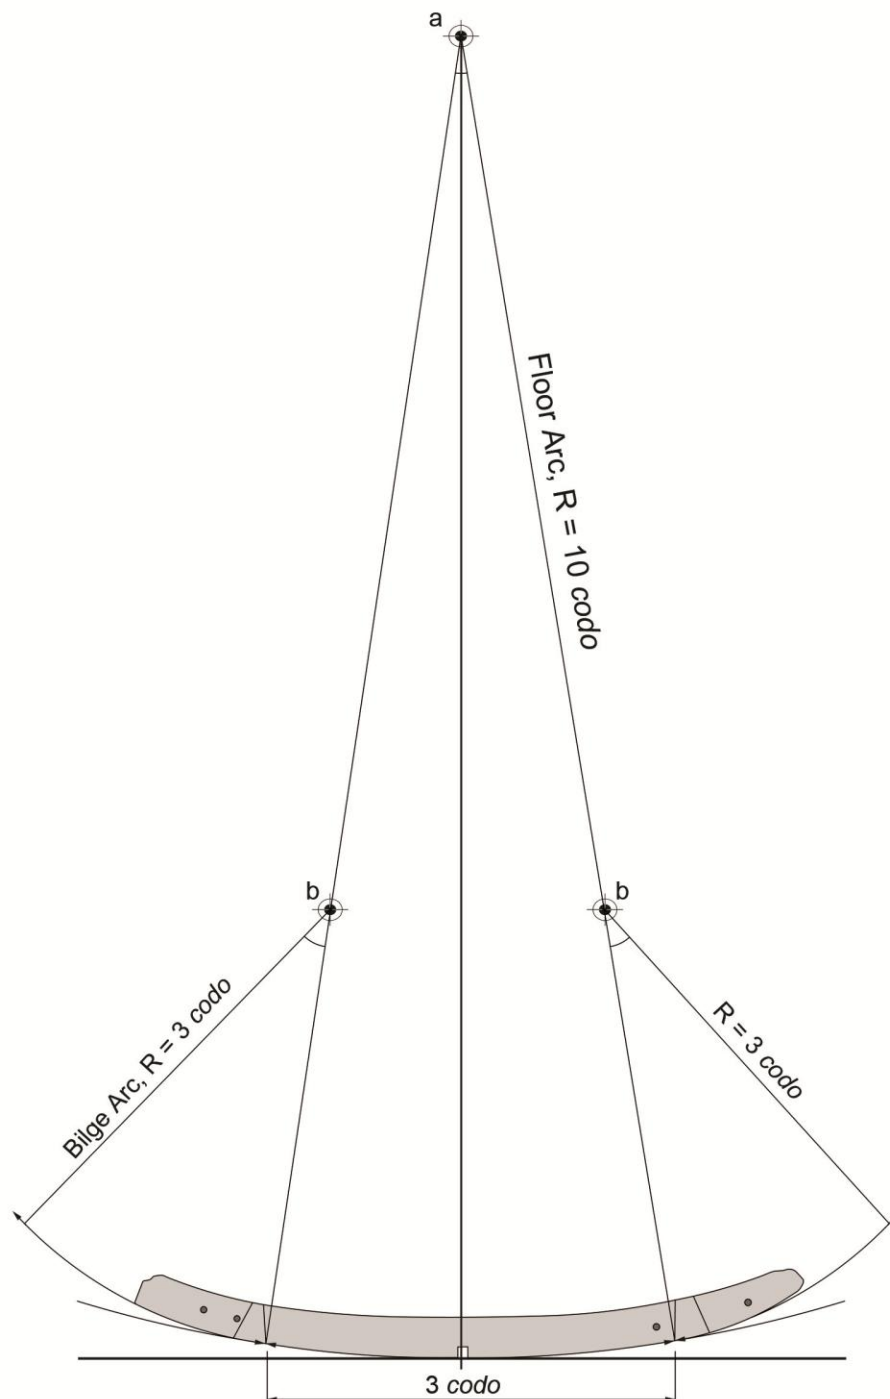 a
Floor Arc, R = 10 codo
b
b
Bilge Arc, R = 3 codo
R = 3 codo
3 codo